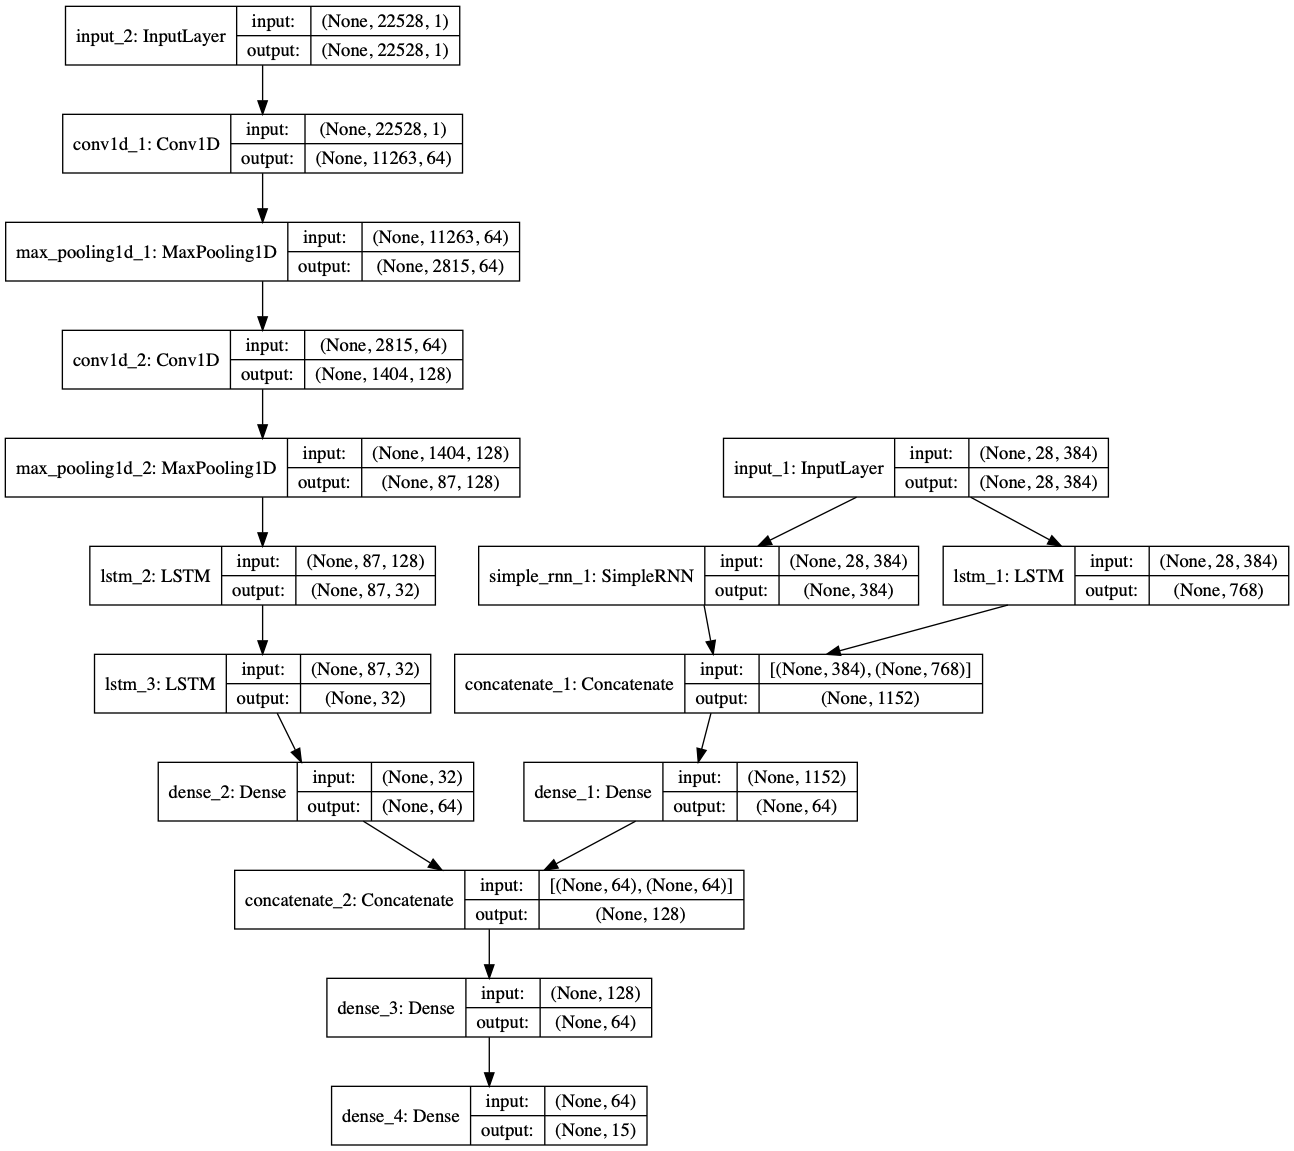 input_2: InputLayer
input:
(None, 22528, 1)
output:
(None, 22528, 1)
conv1d_1: Conv1D
input:
(None, 22528, 1)
output:
(None, 11263, 64)
max_pooling1d_1: MaxPooling1D
input:
(None, 11263, 64)
output:
(None, 2815, 64)
conv1d_2: Conv1D
input:
(None, 2815, 64)
output:
(None, 1404, 128)
max_pooling1d_2: MaxPooling1D
input:
(None, 1404, 128)
output:
(None, 87, 128)
input_1: InputLayer
input:
(None, 28, 384)
output:
(None, 28, 384)
lstm_2: LSTM
input:
(None, 87, 128)
output:
(None, 87, 32)
simple_rnn_1: SimpleRNN
input:
(None, 28, 384)
output:
(None, 384)
lstm_1: LSTM
input:
(None, 28, 384)
output:
(None, 768)
lstm_3: LSTM
input:
(None, 87, 32)
output:
(None, 32)
concatenate_1: Concatenate
input:
[(None, 384), (None, 768)]
output:
(None, 1152)
dense_2: Dense
input:
(None, 32)
output:
(None, 64)
dense_1: Dense
input:
(None, 1152)
output:
(None, 64)
concatenate_2: Concatenate
input:
[(None, 64), (None, 64)]
output:
(None, 128)
dense_3: Dense
input:
(None, 128)
output:
(None, 64)
dense_4: Dense
input:
(None, 64)
output:
(None, 15)